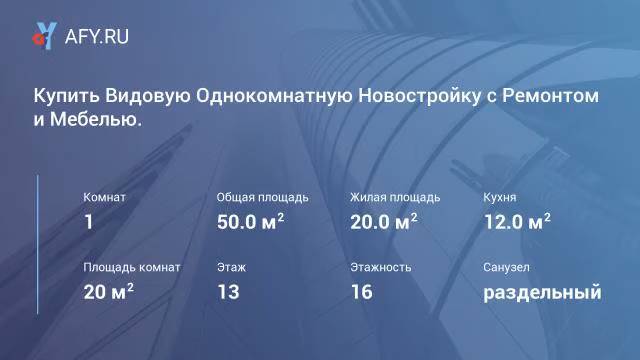 AFY.RU
Купить Видовую Однокомнатную Новостройку с Ремонтом
и Мебелью.
Комнат
1
Общая площадь
50.0 м²
Жилая площадь
20.0 м²
Кухня
12.0 м²
Площадь комнат
20 м²
Этаж
13
Этажность
16
Санузел
раздельный